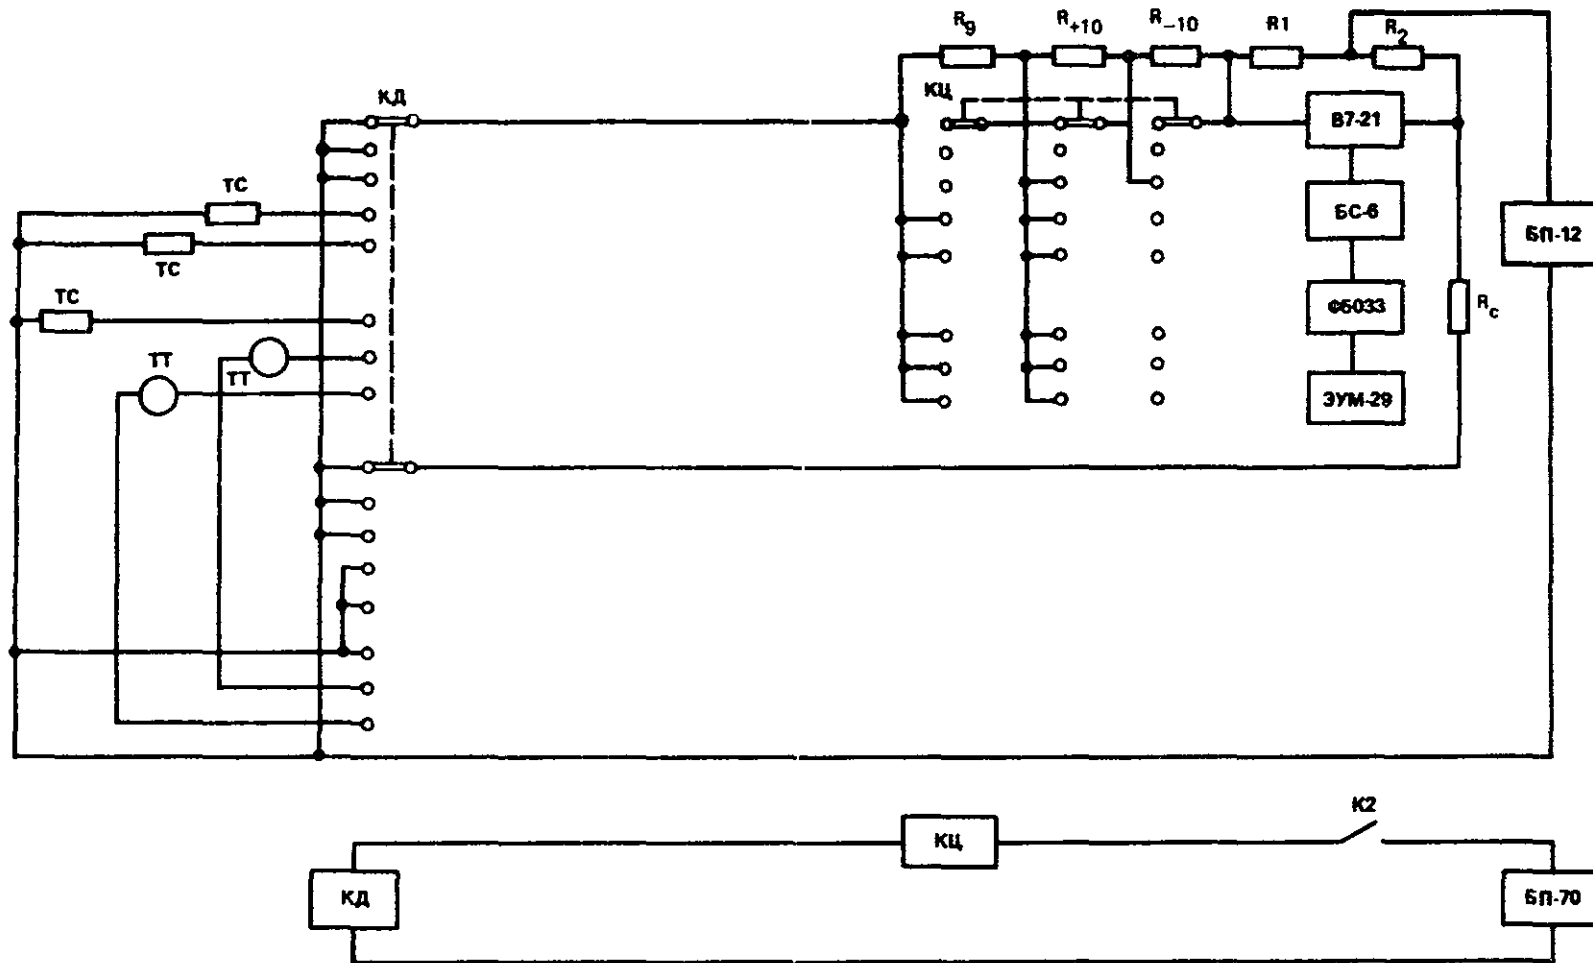 R9
R+10
R−10
R1
R2
КД
КЦ
В7-21
ТС
БС-6
БП-12
ТС
ТС
Ф5033
Rс
ТТ
ТТ
ЭУМ-29
К2
КЦ
КД
БП-70